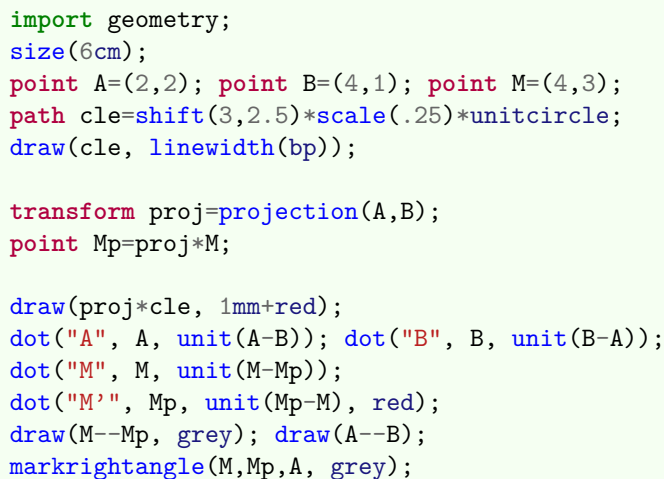 import geometry;
size(6cm);
point A=(2,2); point B=(4,1); point M=(4,3);
path cle=shift(3,2.5)*scale(.25)*unitcircle;
draw(cle, linewidth(bp));

transform proj=projection(A,B);
point Mp=proj*M;

draw(proj*cle, 1mm+red);
dot("A", A, unit(A-B)); dot("B", B, unit(B-A));
dot("M", M, unit(M-Mp));
dot("M’", Mp, unit(Mp-M), red);
draw(M--Mp, grey); draw(A--B);
markrightangle(M,Mp,A, grey);